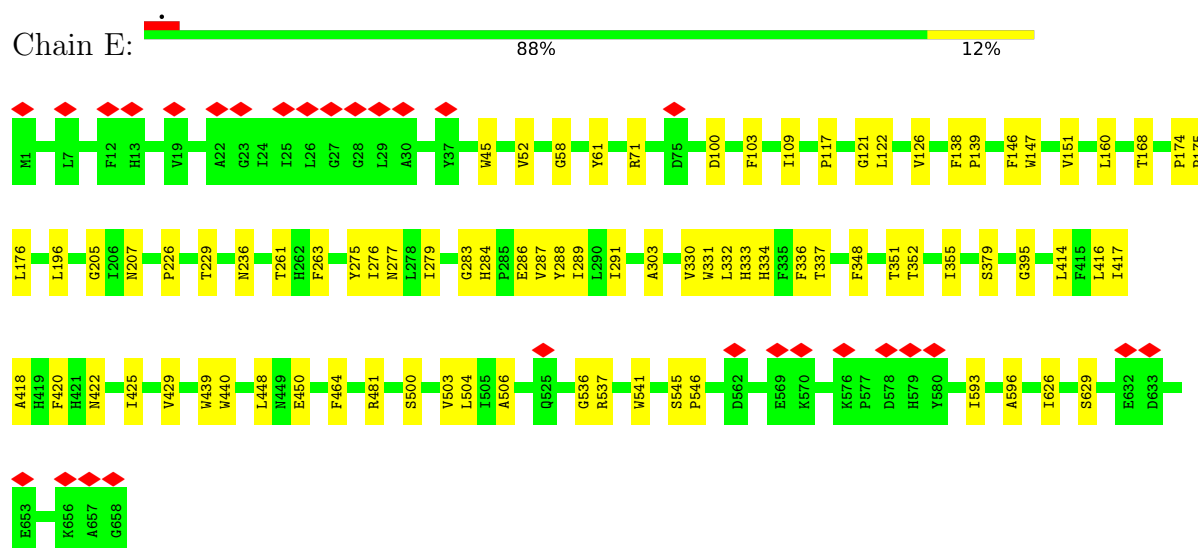 Chain E:
88%
12%
M1 L7 F12 H13 V19 A22 G23 I24 I25 L26 G27 G28 L29 A30 Y37 W45 V52 G58 Y61 R71 D75 D100 F103 I109 P117 G121 L122 V126 F138 P139 F146 W147 V151 L160 T168 P174
L176 L196 G205 I206 N207 P226 T229 N236 T261 H262 F263 Y275 I276 N277 L278 I279 G283 H284 P285 E286 V287 Y288 I289 L290 I291 A303 V330 W331 L332 H333 H334 F335 F336 T337 F348 T351 T352 I355 S379 G395 L414 F415 L416 I417
A418 H419 F420 H421 N422 I425 V429 W439 W440 L448 N449 E450 F464 R481 S500 V503 L504 I505 A506 Q525 G536 R537 W541 S545 P546 D562 E569 K570 K576 P577 D578 H579 Y580 I593 A596 I626 S629 E632 D633
E653 K656 A657 G658